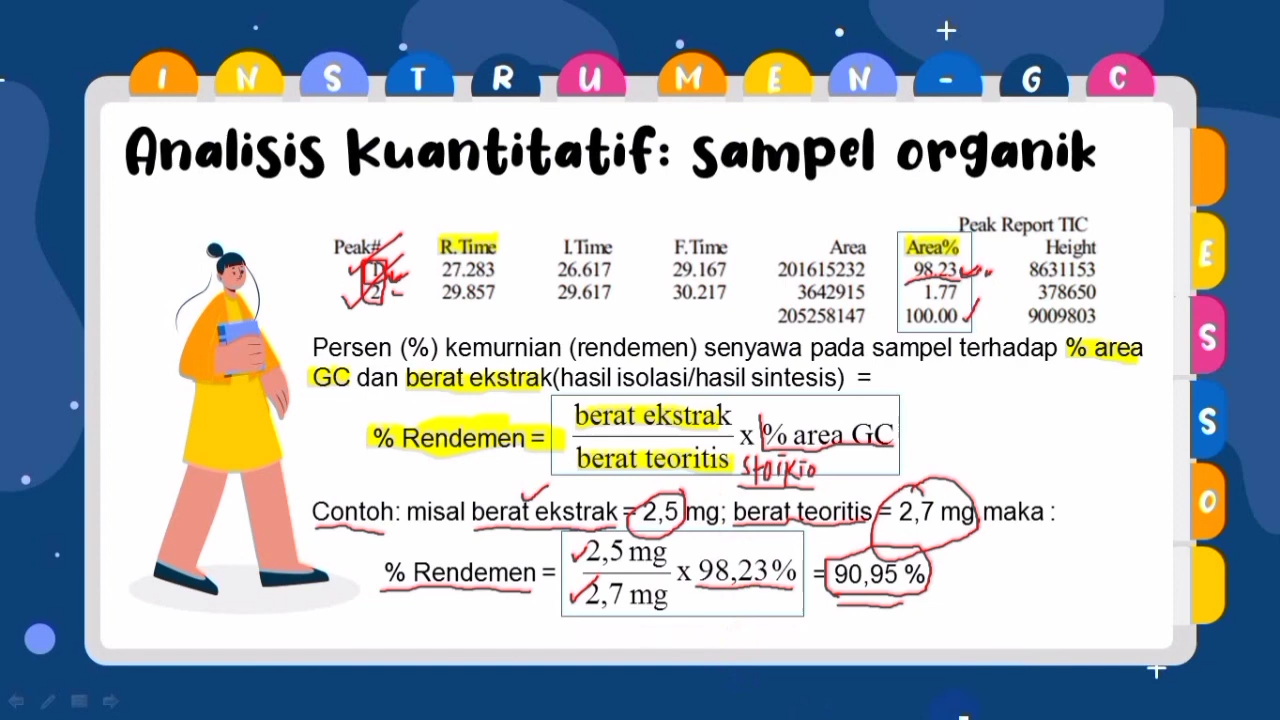 INSTRUMEN-GC
Analisis Kuantitatif: sampel organik
Peak Report TIC
Peak# R.Time I.Time F.Time Area Area% Height
1 27.283 26.617 29.167 201615232 98.23 8631153
2 29.857 29.617 30.217 3642915 1.77 378650
205258147 100.00 9009803
Persen (%) kemurnian (rendemen) senyawa pada sampel terhadap % area
GC dan berat ekstrak(hasil isolasi/hasil sintesis) =
% Rendemen = berat ekstrak / berat teoritis x % area GC
stoikio
Contoh: misal berat ekstrak = 2,5 mg; berat teoritis = 2,7 mg maka :
% Rendemen = 2,5 mg / 2,7 mg x 98,23% = 90,95 %
E
S
S
O